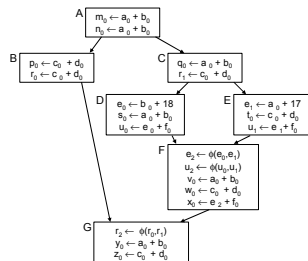 A
m₀ ← a₀ + b₀
n₀ ← a₀ + b₀
B
p₀ ← c₀ + d₀
r₀ ← c₀ + d₀
C
q₀ ← a₀ + b₀
r₁ ← c₀ + d₀
D
e₀ ← b₀ + 18
s₀ ← a₀ + b₀
u₀ ← e₀ + f₀
E
e₁ ← a₀ + 17
t₀ ← c₀ + d₀
u₁ ← e₁ + f₀
F
e₂ ← ϕ(e₀,e₁)
u₂ ← ϕ(u₀,u₁)
v₀ ← a₀ + b₀
w₀ ← c₀ + d₀
x₀ ← e₂ + f₀
G
r₂ ← ϕ(r₀,r₁)
y₀ ← a₀ + b₀
z₀ ← c₀ + d₀